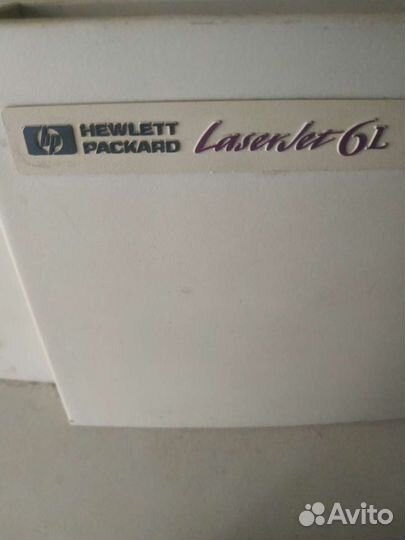 hp HEWLETT PACKARD LaserJet 6L
Avito